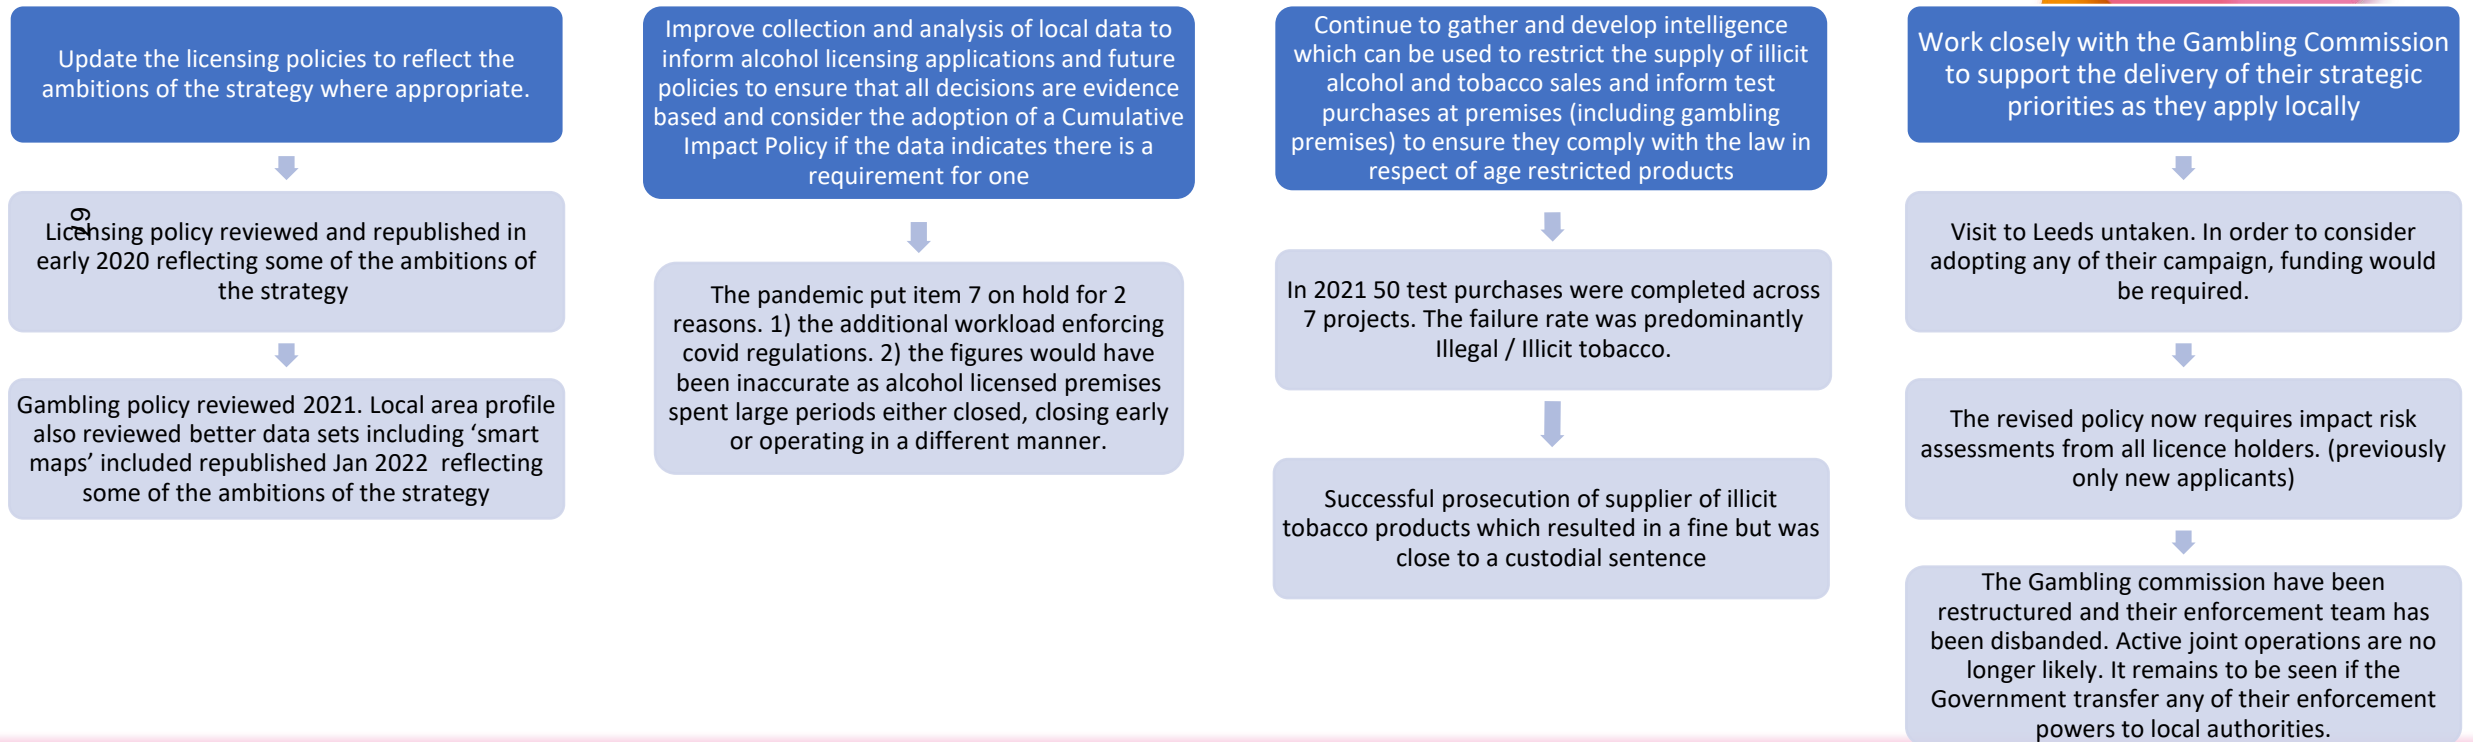 Update the licensing policies to reflect the
ambitions of the strategy where appropriate.
19
Licensing policy reviewed and republished in
early 2020 reflecting some of the ambitions of
the strategy
Gambling policy reviewed 2021. Local area profile
also reviewed better data sets including ‘smart
maps’ included republished Jan 2022 reflecting
some of the ambitions of the strategy
Improve collection and analysis of local data to
inform alcohol licensing applications and future
policies to ensure that all decisions are evidence
based and consider the adoption of a Cumulative
Impact Policy if the data indicates there is a
requirement for one
The pandemic put item 7 on hold for 2
reasons. 1) the additional workload enforcing
covid regulations. 2) the figures would have
been inaccurate as alcohol licensed premises
spent large periods either closed, closing early
or operating in a different manner.
Continue to gather and develop intelligence
which can be used to restrict the supply of illicit
alcohol and tobacco sales and inform test
purchases at premises (including gambling
premises) to ensure they comply with the law in
respect of age restricted products
In 2021 50 test purchases were completed across
7 projects. The failure rate was predominantly
Illegal / Illicit tobacco.
Successful prosecution of supplier of illicit
tobacco products which resulted in a fine but was
close to a custodial sentence
Work closely with the Gambling Commission
to support the delivery of their strategic
priorities as they apply locally
Visit to Leeds untaken. In order to consider
adopting any of their campaign, funding would
be required.
The revised policy now requires impact risk
assessments from all licence holders. (previously
only new applicants)
The Gambling commission have been
restructured and their enforcement team has
been disbanded. Active joint operations are no
longer likely. It remains to be seen if the
Government transfer any of their enforcement
powers to local authorities.